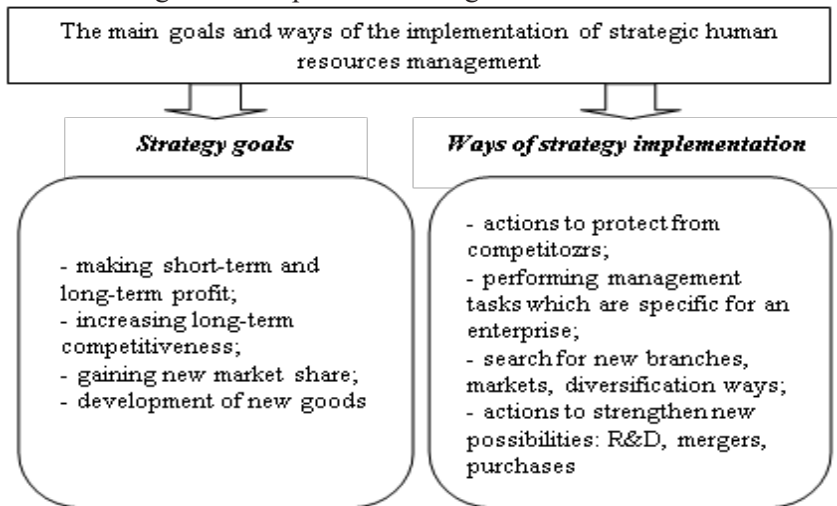 The main goals and ways of the implementation of strategic human
resources management
Strategy goals
- making short-term and
long-term profit;
- increasing long-term
competitiveness;
- gaining new market share;
- development of new goods
Ways of strategy implementation
- actions to protect from
competitozrs;
- performing management
tasks which are specific for an
enterprise;
- search for new branches,
markets, diversification ways;
- actions to strengthen new
possibilities: R&D, mergers,
purchases